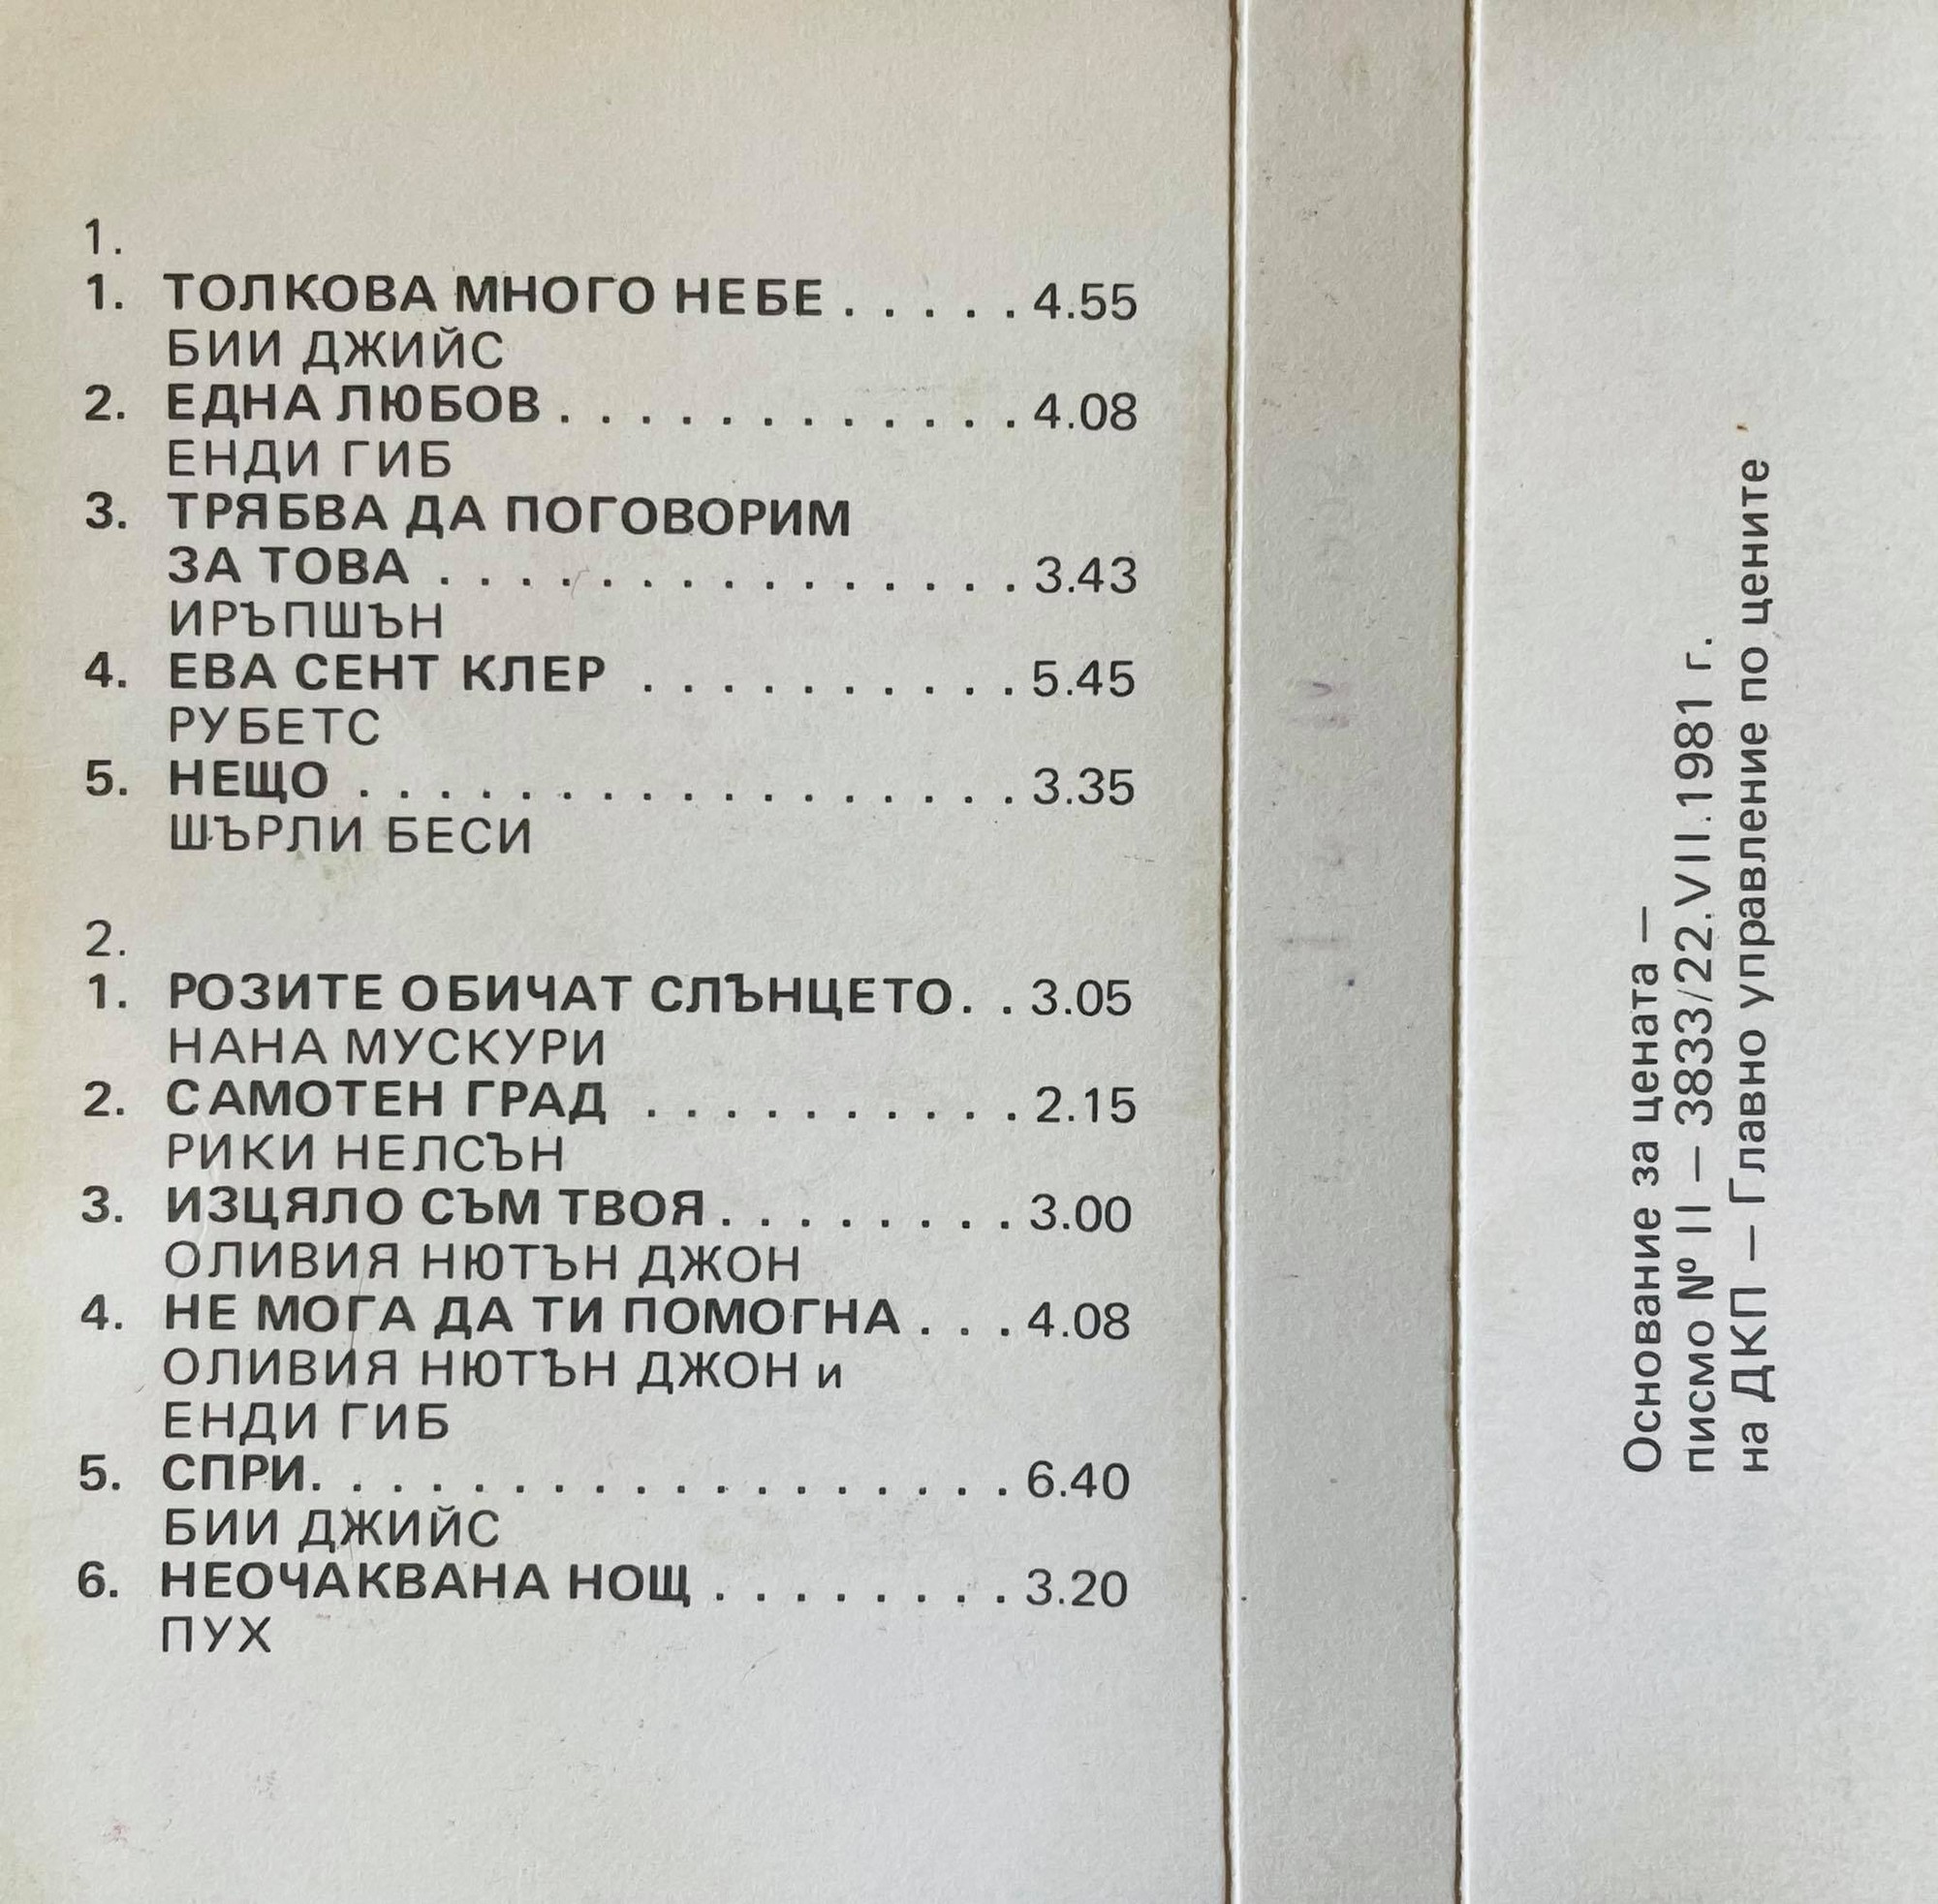 1.
1. ТОЛКОВА МНОГО НЕБЕ . . . . . 4.55
БИИ ДЖИЙС
2. ЕДНА ЛЮБОВ . . . . . . . . . . . . 4.08
ЕНДИ ГИБ
3. ТРЯБВА ДА ПОГОВОРИМ
ЗА ТОВА . . . . . . . . . . . . . . . 3.43
ИРЪПШЪН
4. ЕВА СЕНТ КЛЕР . . . . . . . . . . 5.45
РУБЕТС
5. НЕЩО . . . . . . . . . . . . . . . . . 3.35
ШЪРЛИ БЕСИ
2.
1. РОЗИТЕ ОБИЧАТ СЛЪНЦЕТО. . 3.05
НАНА МУСКУРИ
2. САМОТЕН ГРАД . . . . . . . . . . 2.15
РИКИ НЕЛСЪН
3. ИЗЦЯЛО СЪМ ТВОЯ . . . . . . . . 3.00
ОЛИВИЯ НЮТЪН ДЖОН
4. НЕ МОГА ДА ТИ ПОМОГНА . . . 4.08
ОЛИВИЯ НЮТЪН ДЖОН и
ЕНДИ ГИБ
5. СПРИ. . . . . . . . . . . . . . . . . . 6.40
БИИ ДЖИЙС
6. НЕОЧАКВАНА НОЩ . . . . . . . . 3.20
ПУХ
Основание за цената —
писмо № II — 3833/22.VII.1981 г.
на ДКП — Главно управление по цените